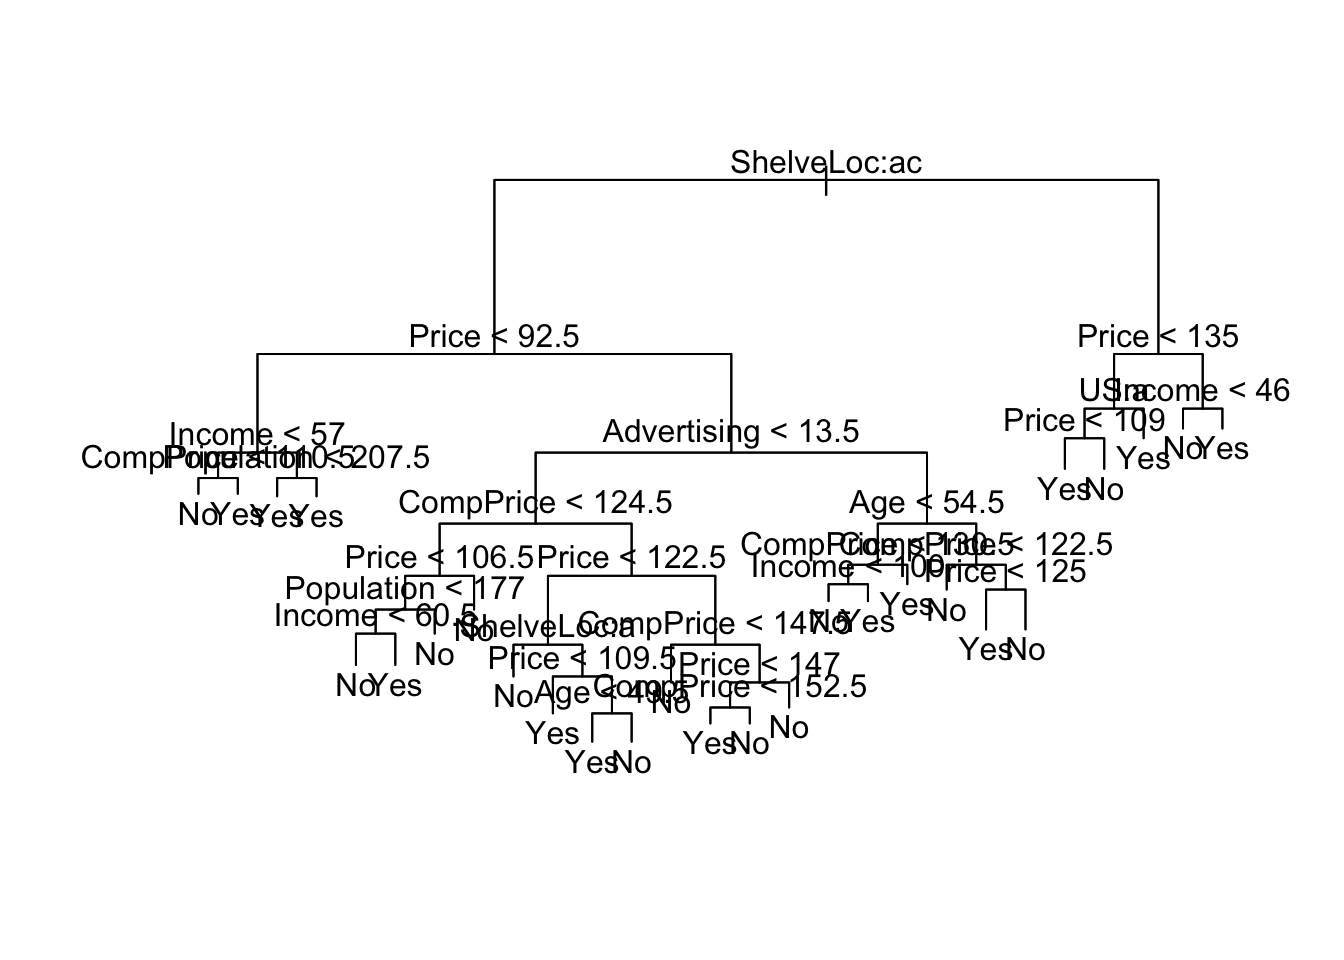 ShelveLoc:ac
Price < 92.5
Price < 135
Income < 57
CompPrice < 110.5
Population < 207.5
No
Yes
Yes
Yes
Advertising < 13.5
CompPrice < 124.5
Price < 106.5
Population < 177
Income < 60.5
No
Yes
No
No
Price < 122.5
ShelveLoc:a
No
Price < 109.5
Yes
Age < 49.5
Yes
No
CompPrice < 147.5
No
Price < 147
CompPrice < 152.5
Yes
No
No
Age < 54.5
CompPrice < 130.5
Income < 100
No
Yes
Yes
CompPrice < 122.5
No
Price < 125
Yes
No
US:a
Price < 109
Yes
No
Yes
Income < 46
No
Yes